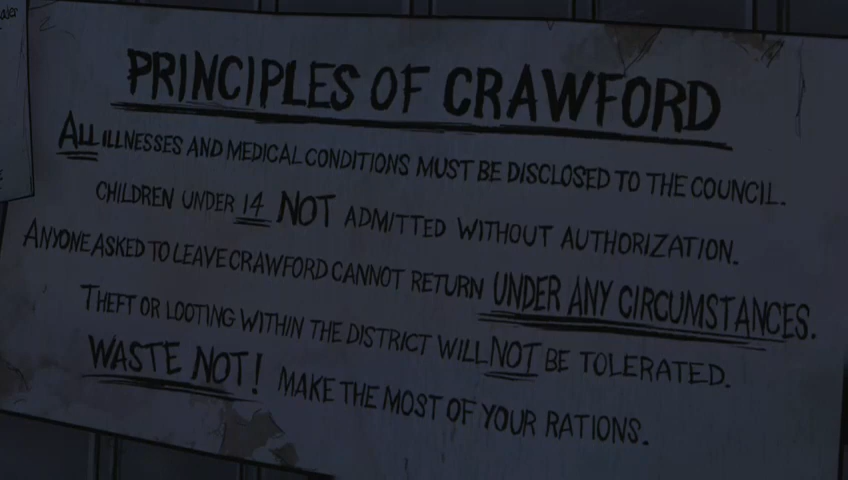 PRINCIPLES OF CRAWFORD
ALL ILLNESSES AND MEDICAL CONDITIONS MUST BE DISCLOSED TO THE COUNCIL.
CHILDREN UNDER 14 NOT ADMITTED WITHOUT AUTHORIZATION.
ANYONE ASKED TO LEAVE CRAWFORD CANNOT RETURN UNDER ANY CIRCUMSTANCES.
THEFT OR LOOTING WITHIN THE DISTRICT WILL NOT BE TOLERATED.
WASTE NOT! MAKE THE MOST OF YOUR RATIONS.